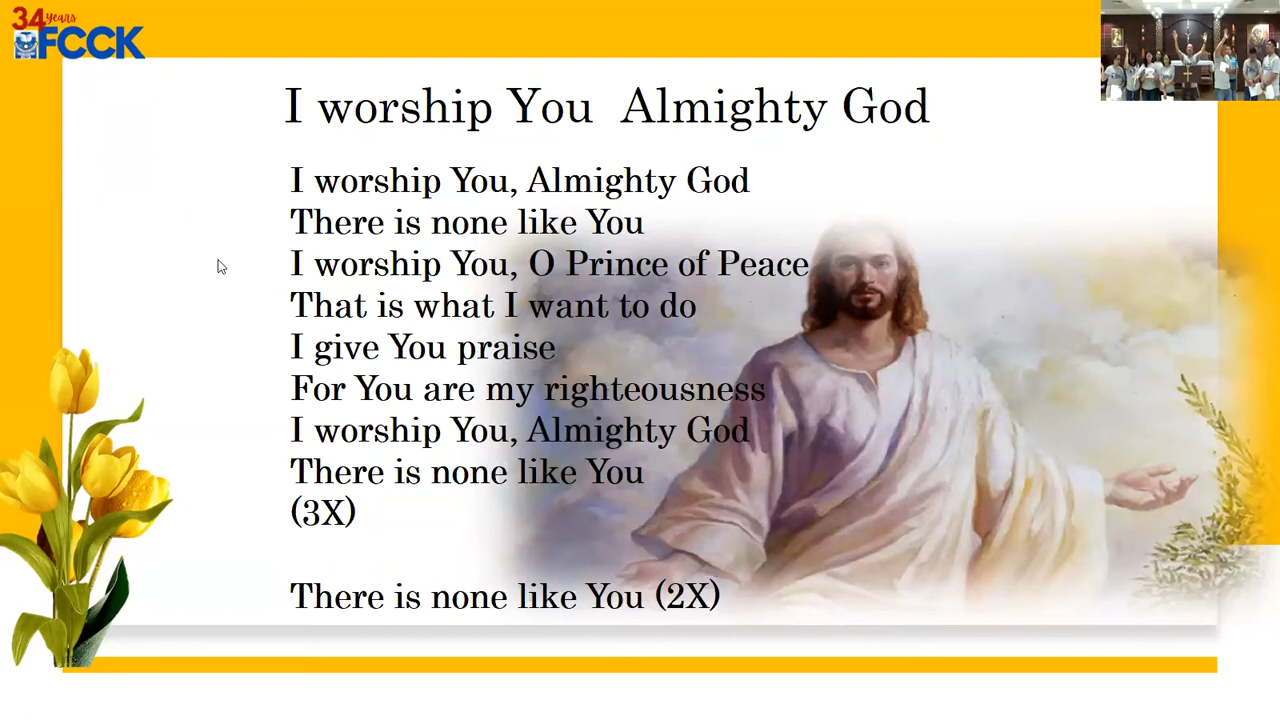 34 Years
FCCK
I worship You Almighty God
I worship You, Almighty God
There is none like You
I worship You, O Prince of Peace
That is what I want to do
I give You praise
For You are my righteousness
I worship You, Almighty God
There is none like You
(3X)
There is none like You (2X)